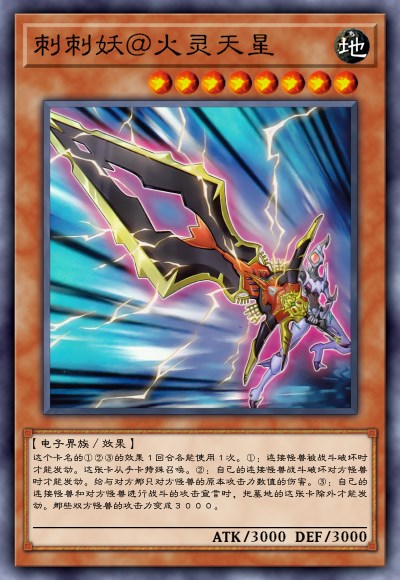 刺刺妖@火灵天星
地
【电子界族/效果】
这个卡名的①②③的效果1回合各能使用1次。①：连接怪兽被战斗破坏时
才能发动。这张卡从手卡特殊召唤。②：自己的连接怪兽战斗破坏对方怪兽
时才能发动。给与对方那只对方怪兽的原本攻击力数值的伤害。③：自己的
连接怪兽和对方怪兽进行战斗的攻击宣言时，把墓地的这张卡除外才能发
动。那些双方怪兽的攻击力变成3000。
ATK/3000 DEF/3000